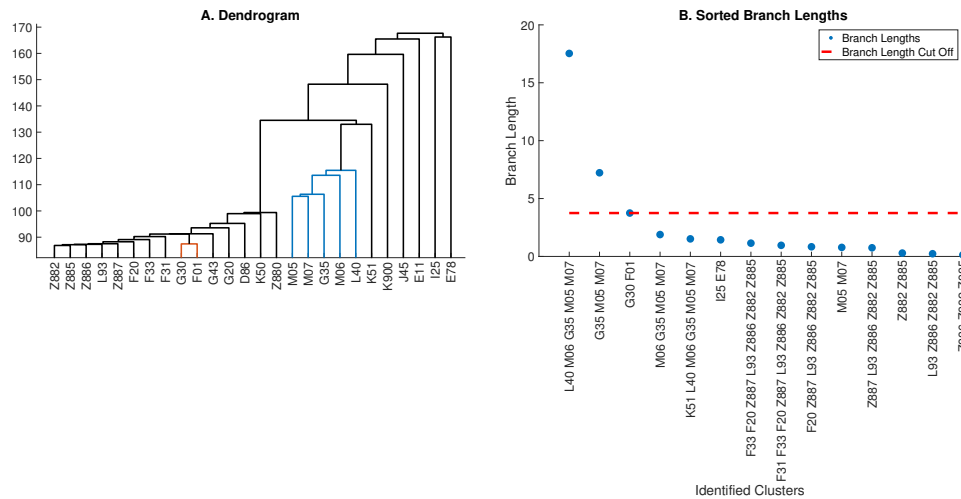 A. Dendrogram
170
160
150
140
130
120
110
100
90
Z882
Z885
Z886
L93
Z887
F20
F33
F31
G30
F01
G43
G20
D86
K50
Z880
M05
M07
G35
M06
L40
K51
K900
J45
E11
I25
E78
B. Sorted Branch Lengths
Branch Lengths
Branch Length Cut Off
20
15
10
5
0
Branch Length
L40 M06 G35 M05 M07
G35 M05 M07
G30 F01
M06 G35 M05 M07
K51 L40 M06 G35 M05 M07
I25 E78
F33 F20 Z887 L93 Z886 Z882 Z885
F31 F33 F20 Z887 L93 Z886 Z882 Z885
F20 Z887 L93 Z886 Z882 Z885
M05 M07
Z887 L93 Z886 Z882 Z885
Z882 Z885
L93 Z886 Z882 Z885
Identified Clusters